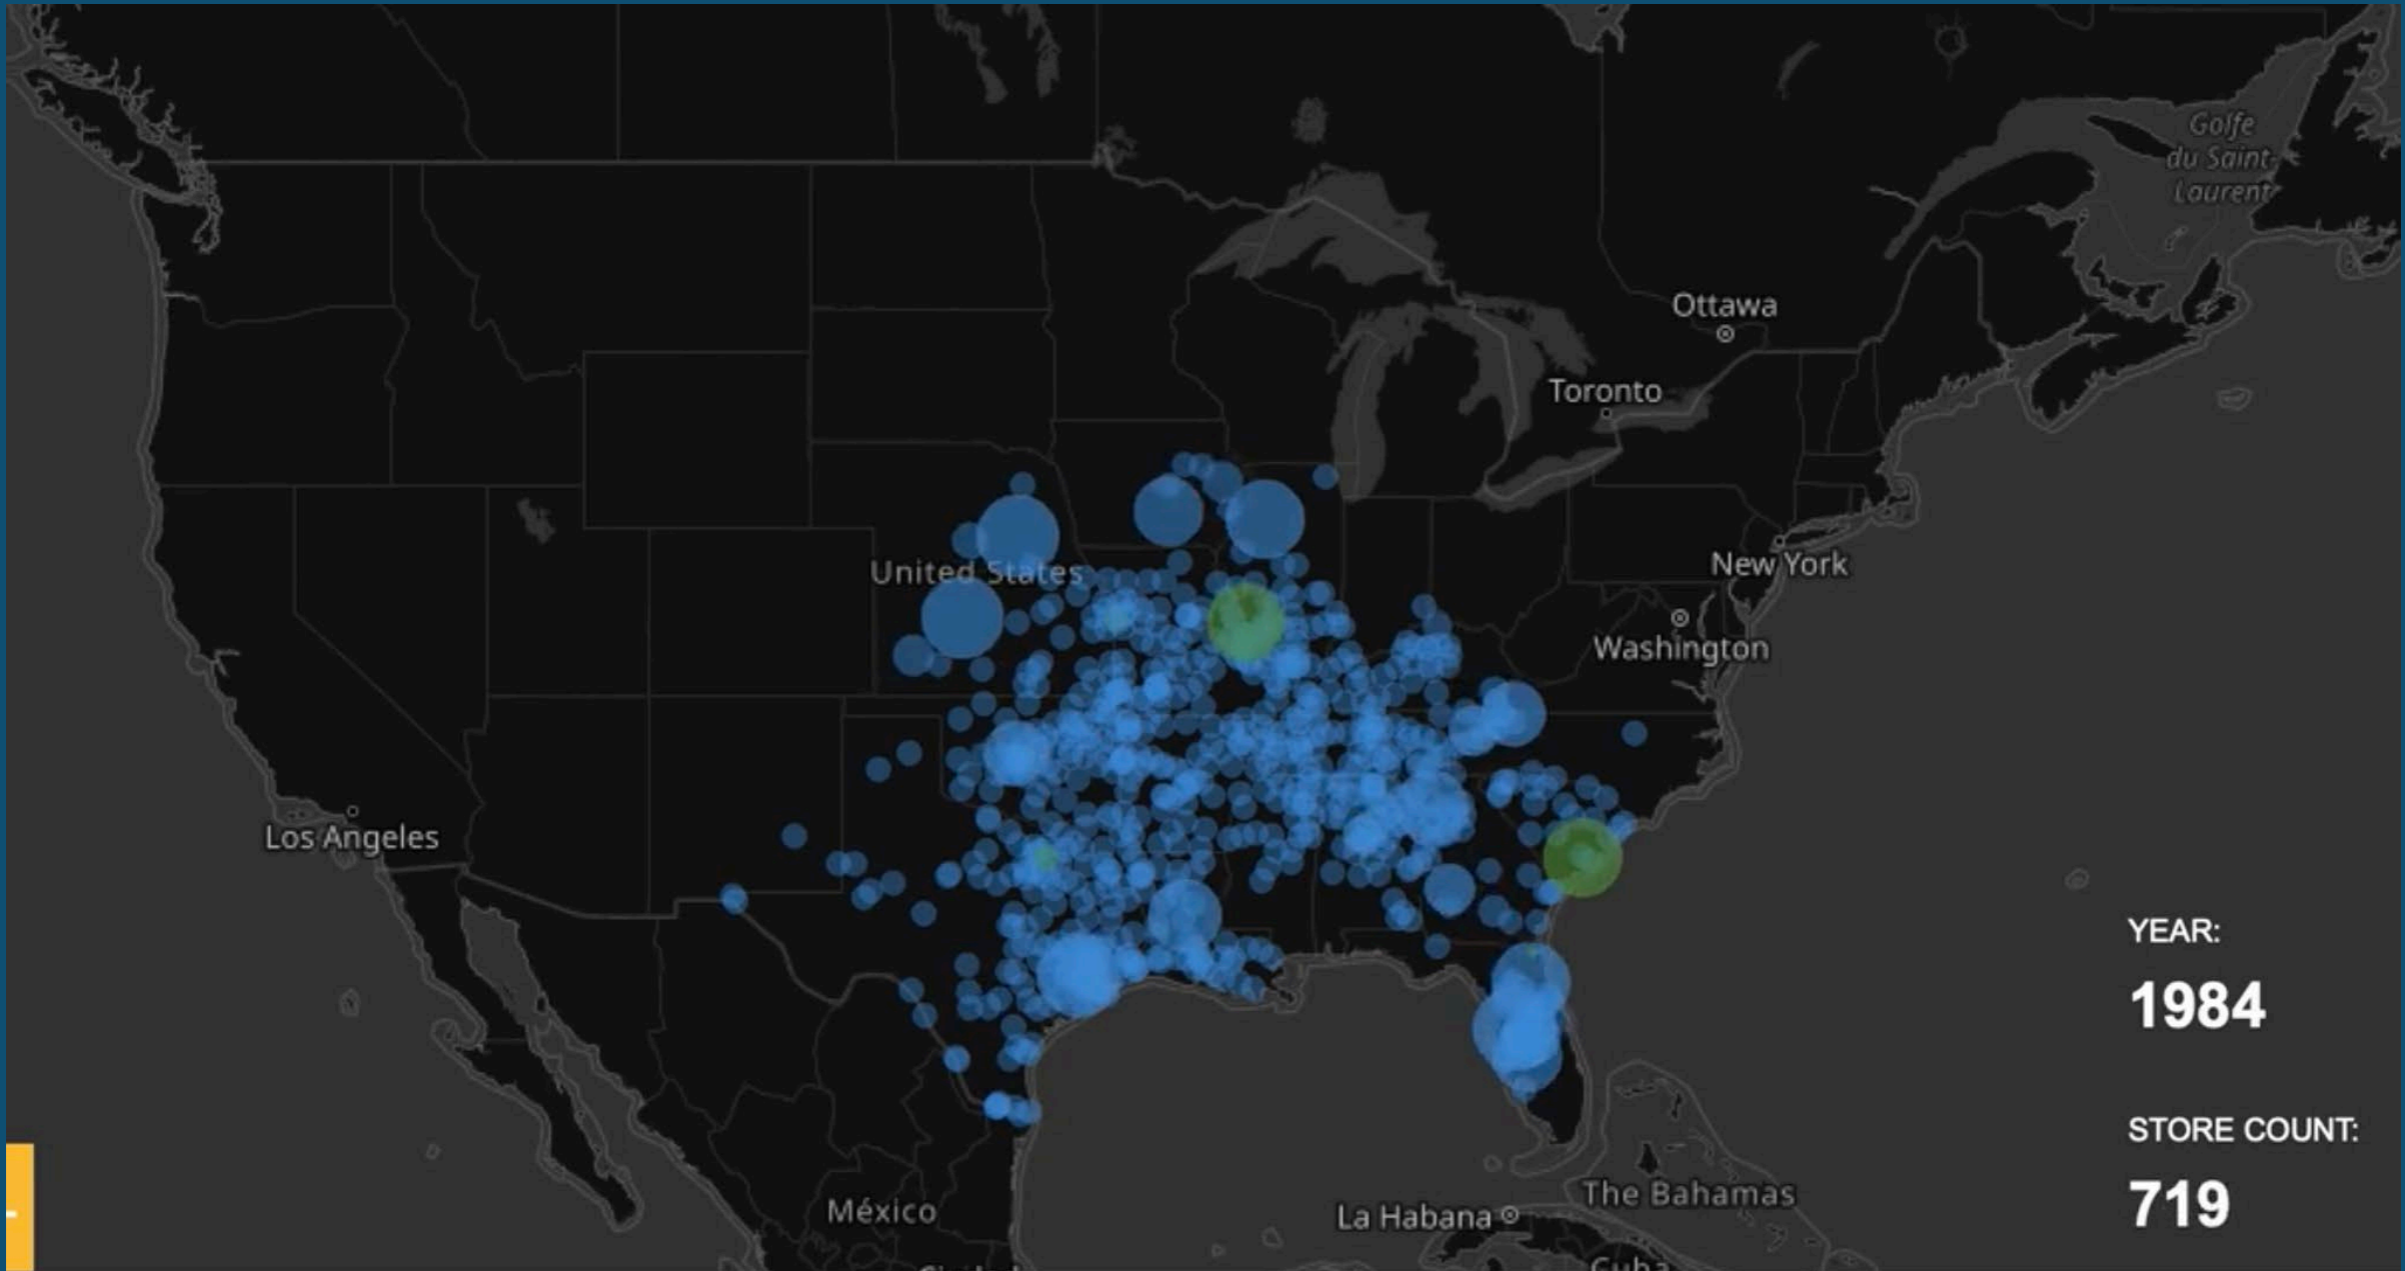 Golfe
du Saint-
Laurent
Ottawa
Toronto
United States
New York
Washington
Los Angeles
YEAR:
1984
STORE COUNT:
719
The Bahamas
México
La Habana
Cuba